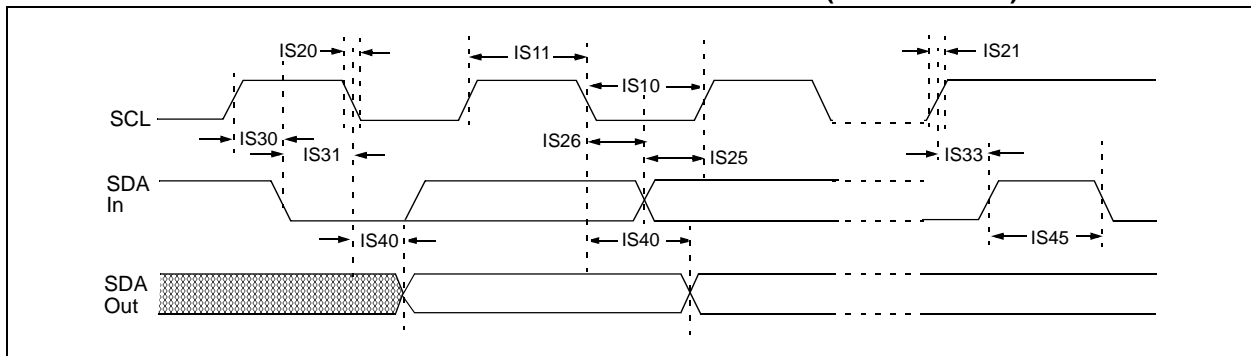 IS20
IS11
IS21
IS10
SCL
IS30
IS26
IS31
IS25
IS33
SDA
In
IS40
IS40
IS45
SDA
Out